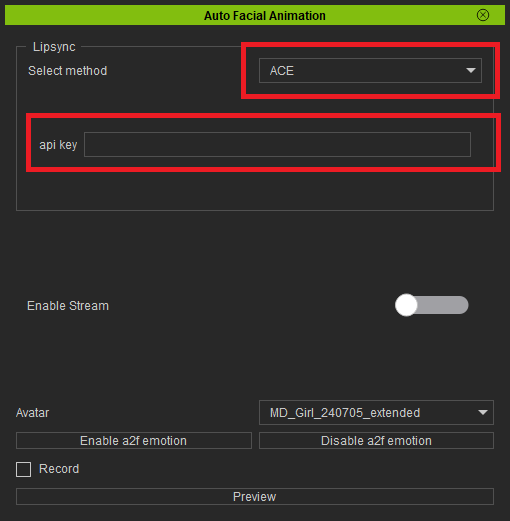 Auto Facial Animation
Lipsync
Select method ACE
api key
Enable Stream
Avatar MD_Girl_240705_extended
Enable a2f emotion Disable a2f emotion
Record
Preview